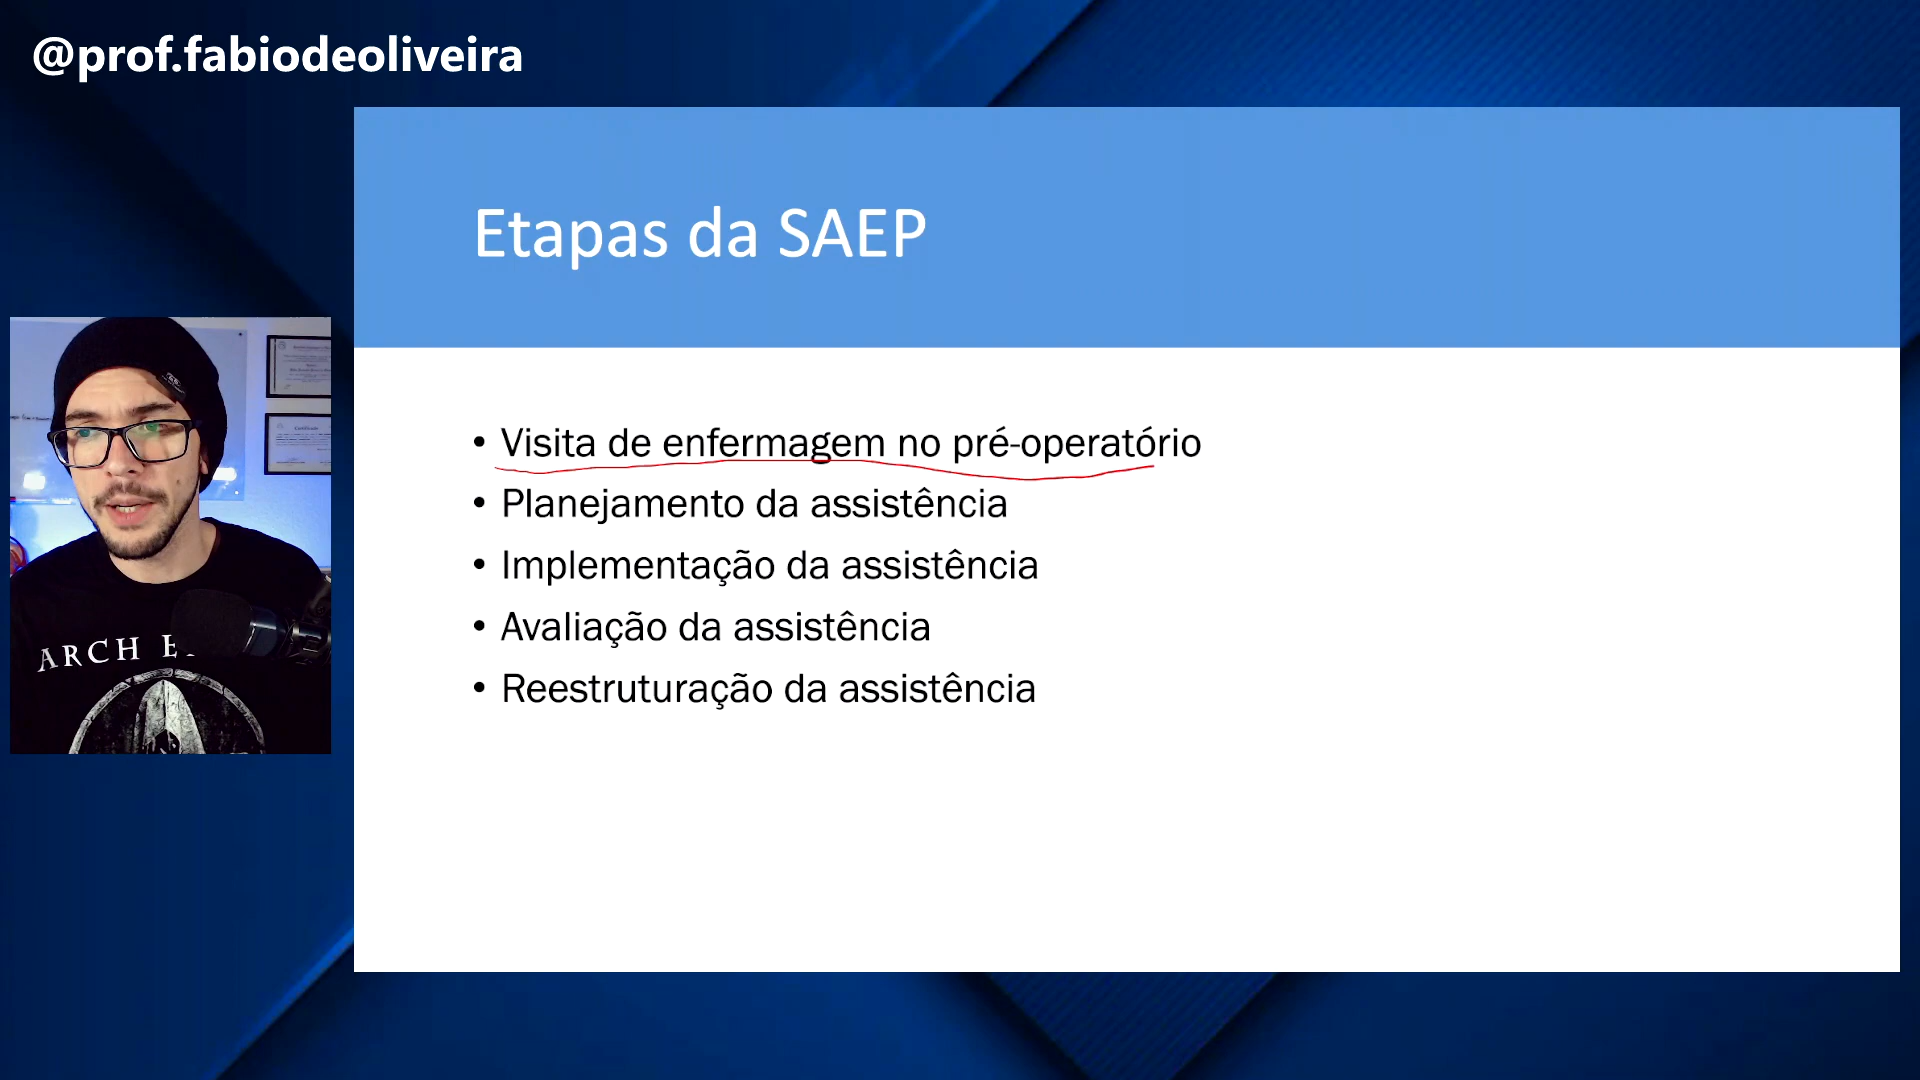 @prof.fabiodeoliveira
Etapas da SAEP
• Visita de enfermagem no pré-operatório
• Planejamento da assistência
• Implementação da assistência
• Avaliação da assistência
• Reestruturação da assistência
ARCH